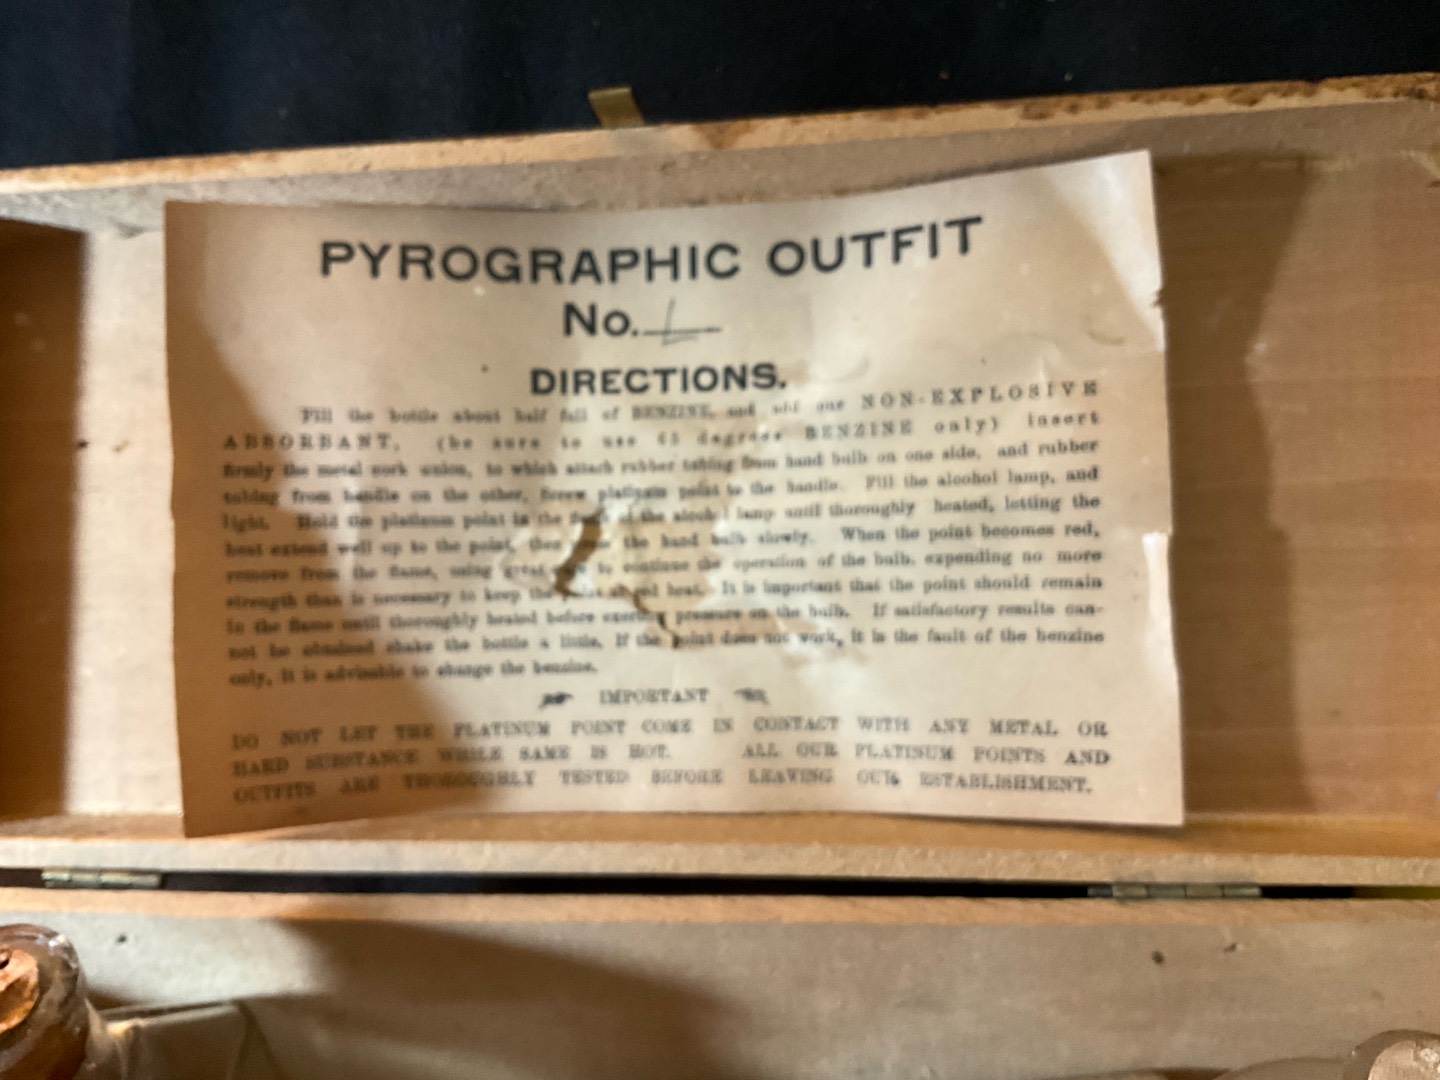 PYROGRAPHIC OUTFIT
No.
DIRECTIONS.
Fill the bottle about half full of BENZINE, and add one NON-EXPLOSIVE
ABSORBANT, (be sure to use 65 degrees BENZINE only) insert
firmly the metal cork union, to which attach rubber tubing from hand bulb on one side, and rubber
tubing from handle on the other, Screw platinum point to the handle. Fill the alcohol lamp, and
light. Hold the platinum point in the of the alcohol lamp until thoroughly heated, letting the
heat extend well up to the point, then the hand bulb slowly. When the point becomes red,
remove from the flame, using great to continue the operation of the bulb, expending no more
strength than is necessary to keep the heat. It is important that the point should remain
in the flame until thoroughly heated before exerting pressure on the bulb. If satisfactory results can-
not be obtained shake the bottle a little. If the point does not work, it is the fault of the benzine
only, it is advisable to change the benzine.
IMPORTANT
DO NOT LET THE PLATINUM POINT COME IN CONTACT WITH ANY METAL OR
HARD SUBSTANCE WHILE SAME IS HOT. ALL OUR PLATINUM POINTS AND
OUTFITS ARE THOROUGHLY TESTED BEFORE LEAVING OUR ESTABLISHMENT.